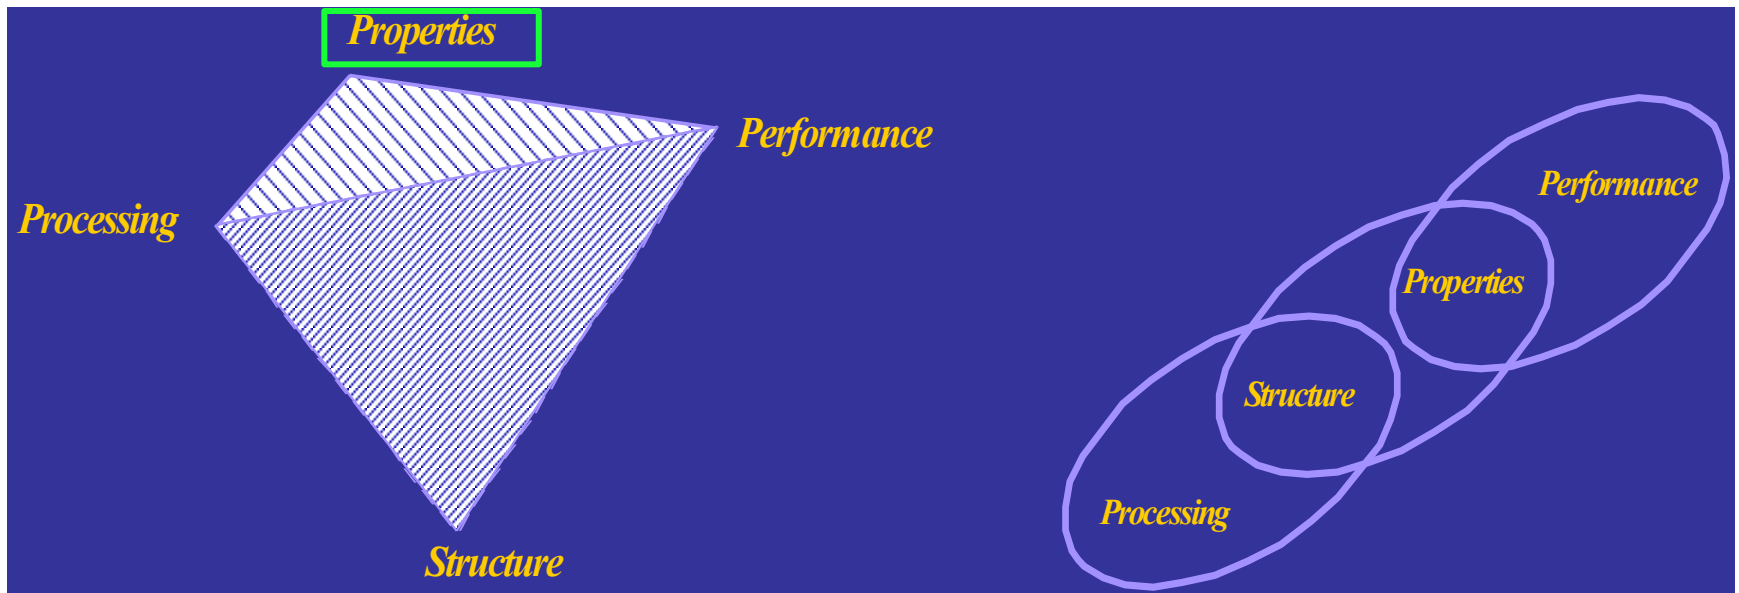 Properties
Performance
Processing
Structure
Performance
Properties
Structure
Processing